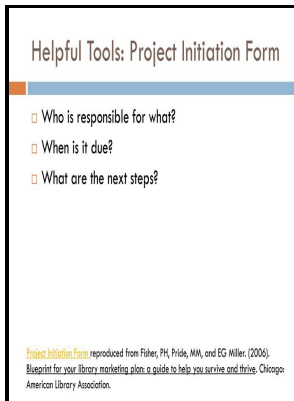 Helpful Tools: Project Initiation Form
Who is responsible for what?
When is it due?
What are the next steps?
Project Initiation Form reproduced from Fisher, PH, Pride, MM, and EG Miller. (2006).
Blueprint for your library marketing plan: a guide to help you survive and thrive. Chicago:
American Library Association.